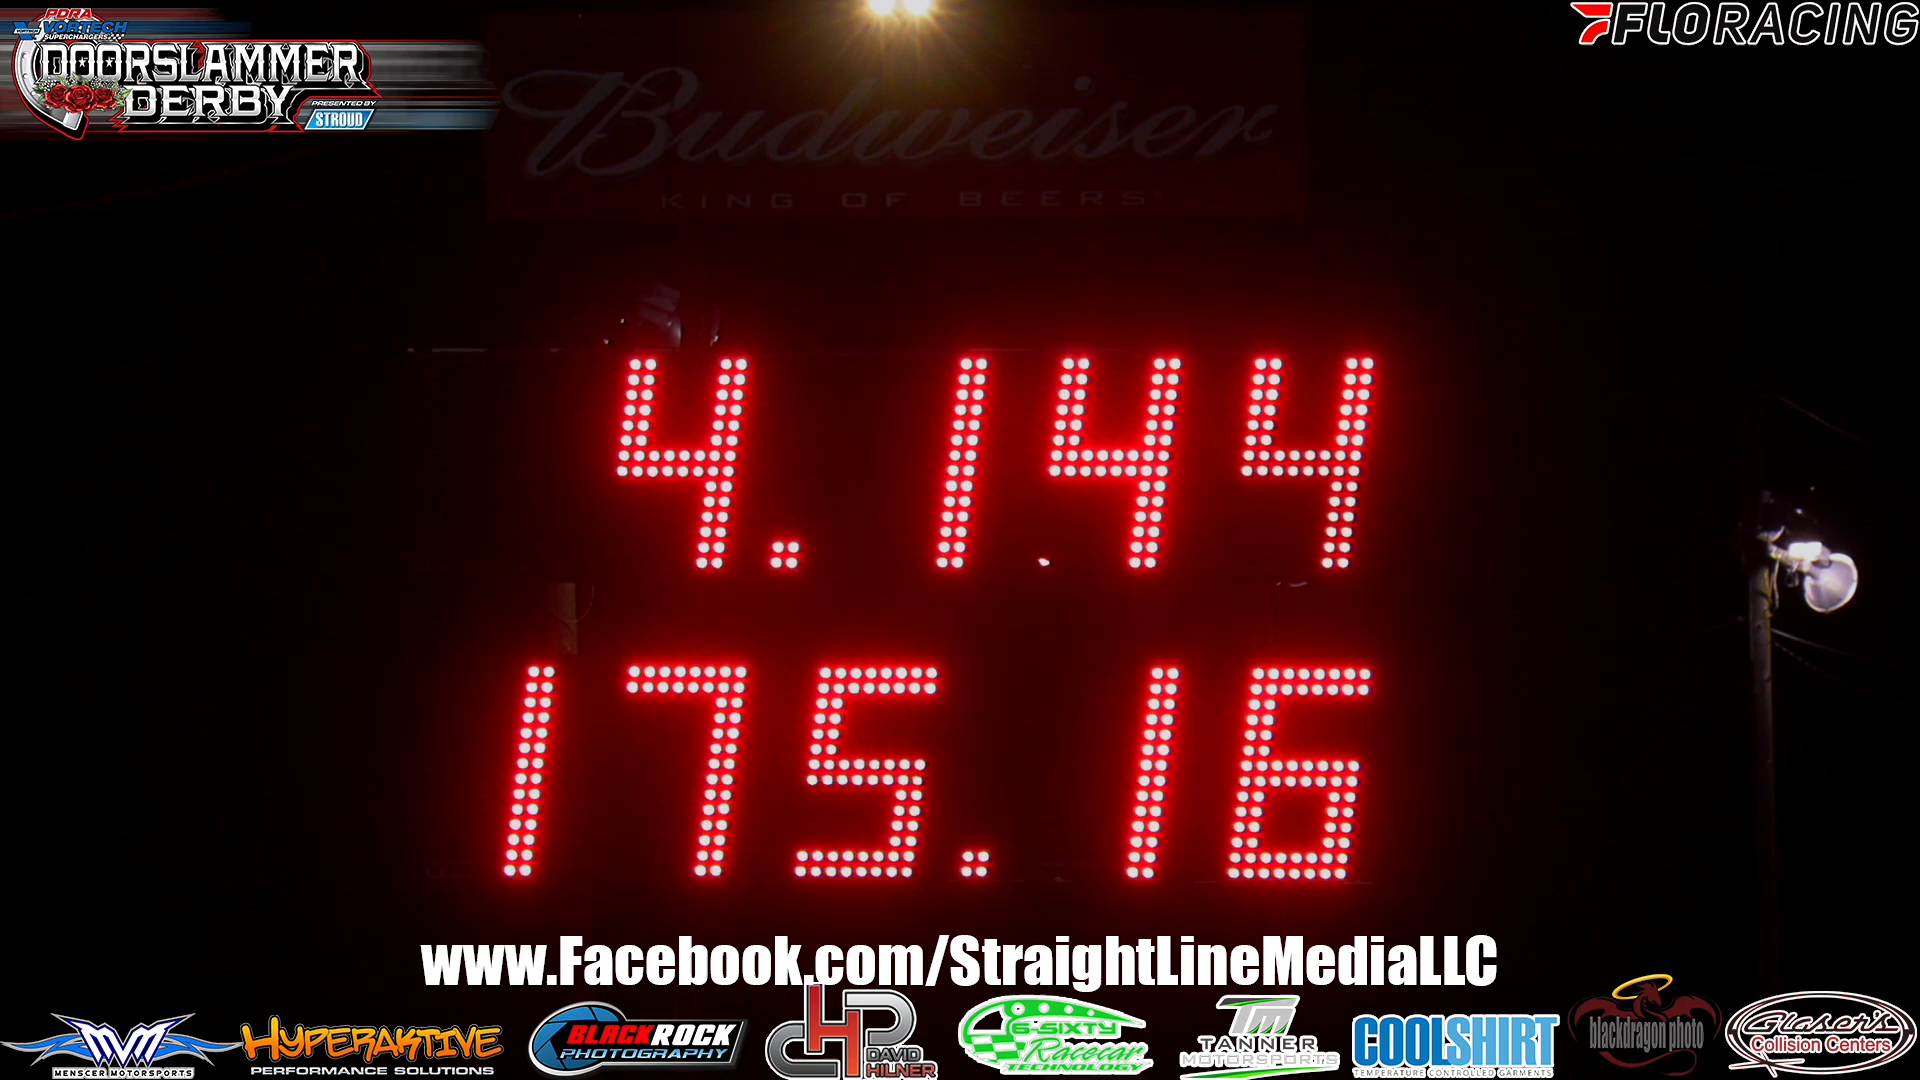 PDRA
VORTECH
SUPERCHARGERS
DOORSLAMMER
DERBY
PRESENTED BY
STROUD
FLORACING
Budweiser
KING OF BEERS
4.144
175.16
www.Facebook.com/StraightLineMediaLLC
MVM
MENSCER MOTORSPORTS
HYPERAKTIVE
PERFORMANCE SOLUTIONS
BLACKROCK
PHOTOGRAPHY
DAVID
HILNER
6-SIXTY
Racecar
TECHNOLOGY
TM
TANNER
MOTORSPORTS
COOLSHIRT
TEMPERATURE CONTROLLED GARMENTS
blackdragon photo
Glaser's
Collision Centers